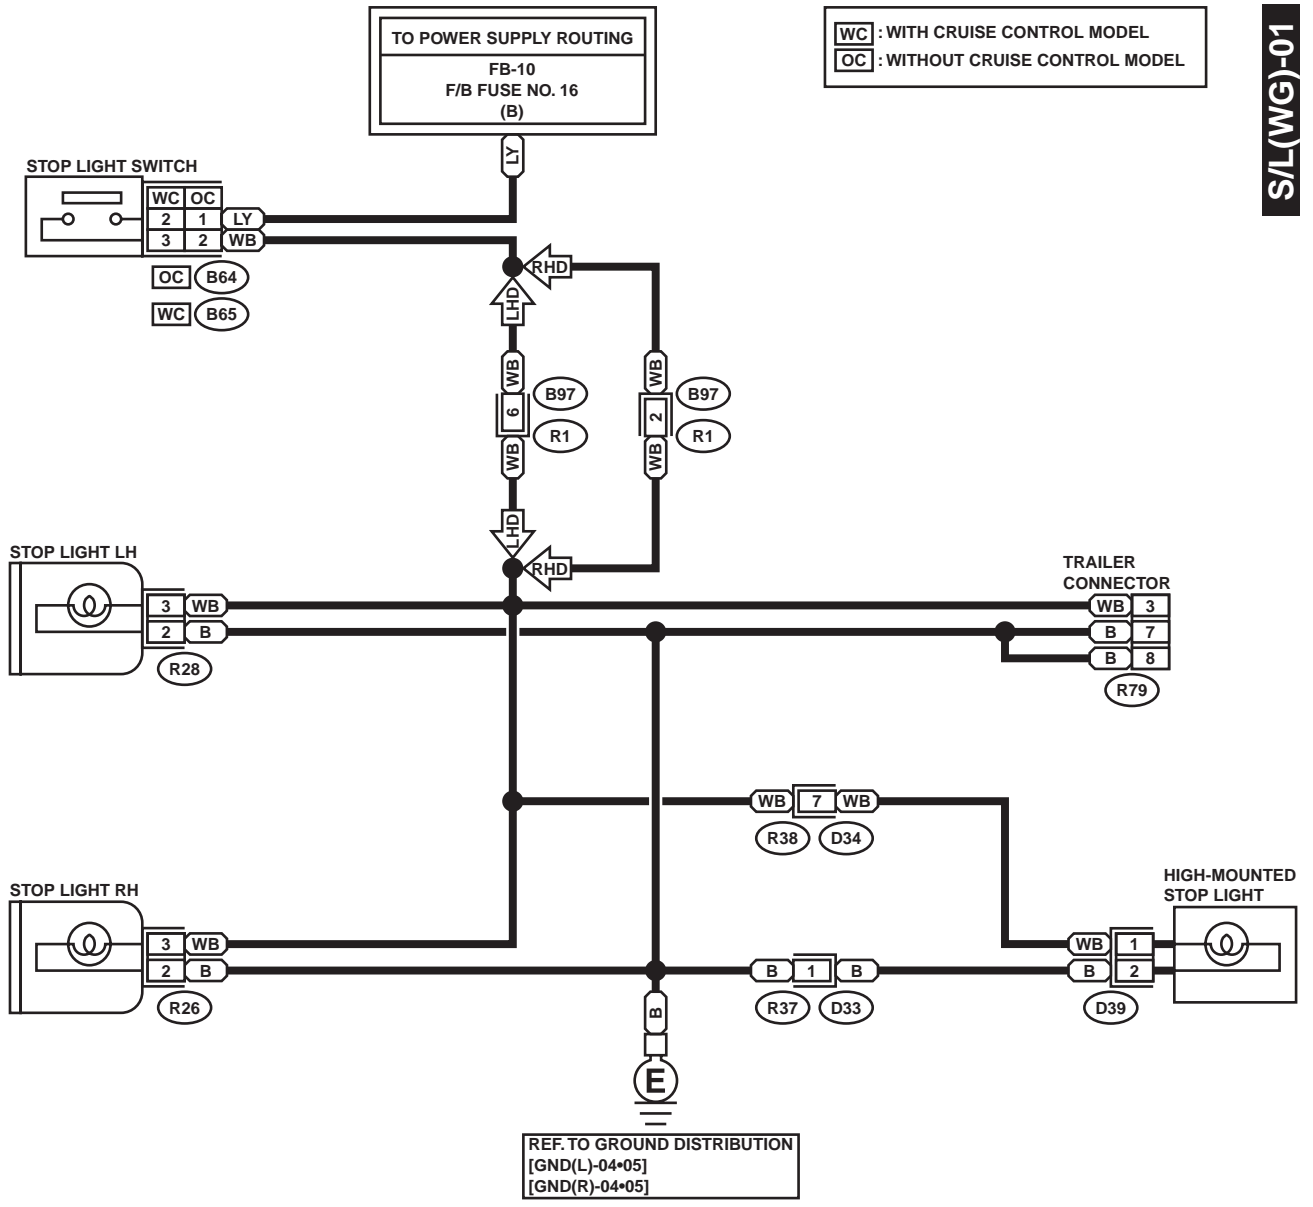 TO POWER SUPPLY ROUTING
FB-10
F/B FUSE NO. 16
(B)
WC : WITH CRUISE CONTROL MODEL
OC : WITHOUT CRUISE CONTROL MODEL
S/L(WG)-01
LY
STOP LIGHT SWITCH
WC OC
2 1 LY
3 2 WB
OC B64
WC B65
RHD
LHD
WB WB
6 B97
2 B97
R1
R1
WB WB
LHD
RHD
STOP LIGHT LH
3 WB
2 B
R28
TRAILER
CONNECTOR
WB 3
B 7
B 8
R79
WB 7 WB
R38 D34
STOP LIGHT RH
3 WB
2 B
R26
B 1 B
R37 D33
HIGH-MOUNTED
STOP LIGHT
WB 1
B 2
D39
B
E
REF. TO GROUND DISTRIBUTION
[GND(L)-04•05]
[GND(R)-04•05]